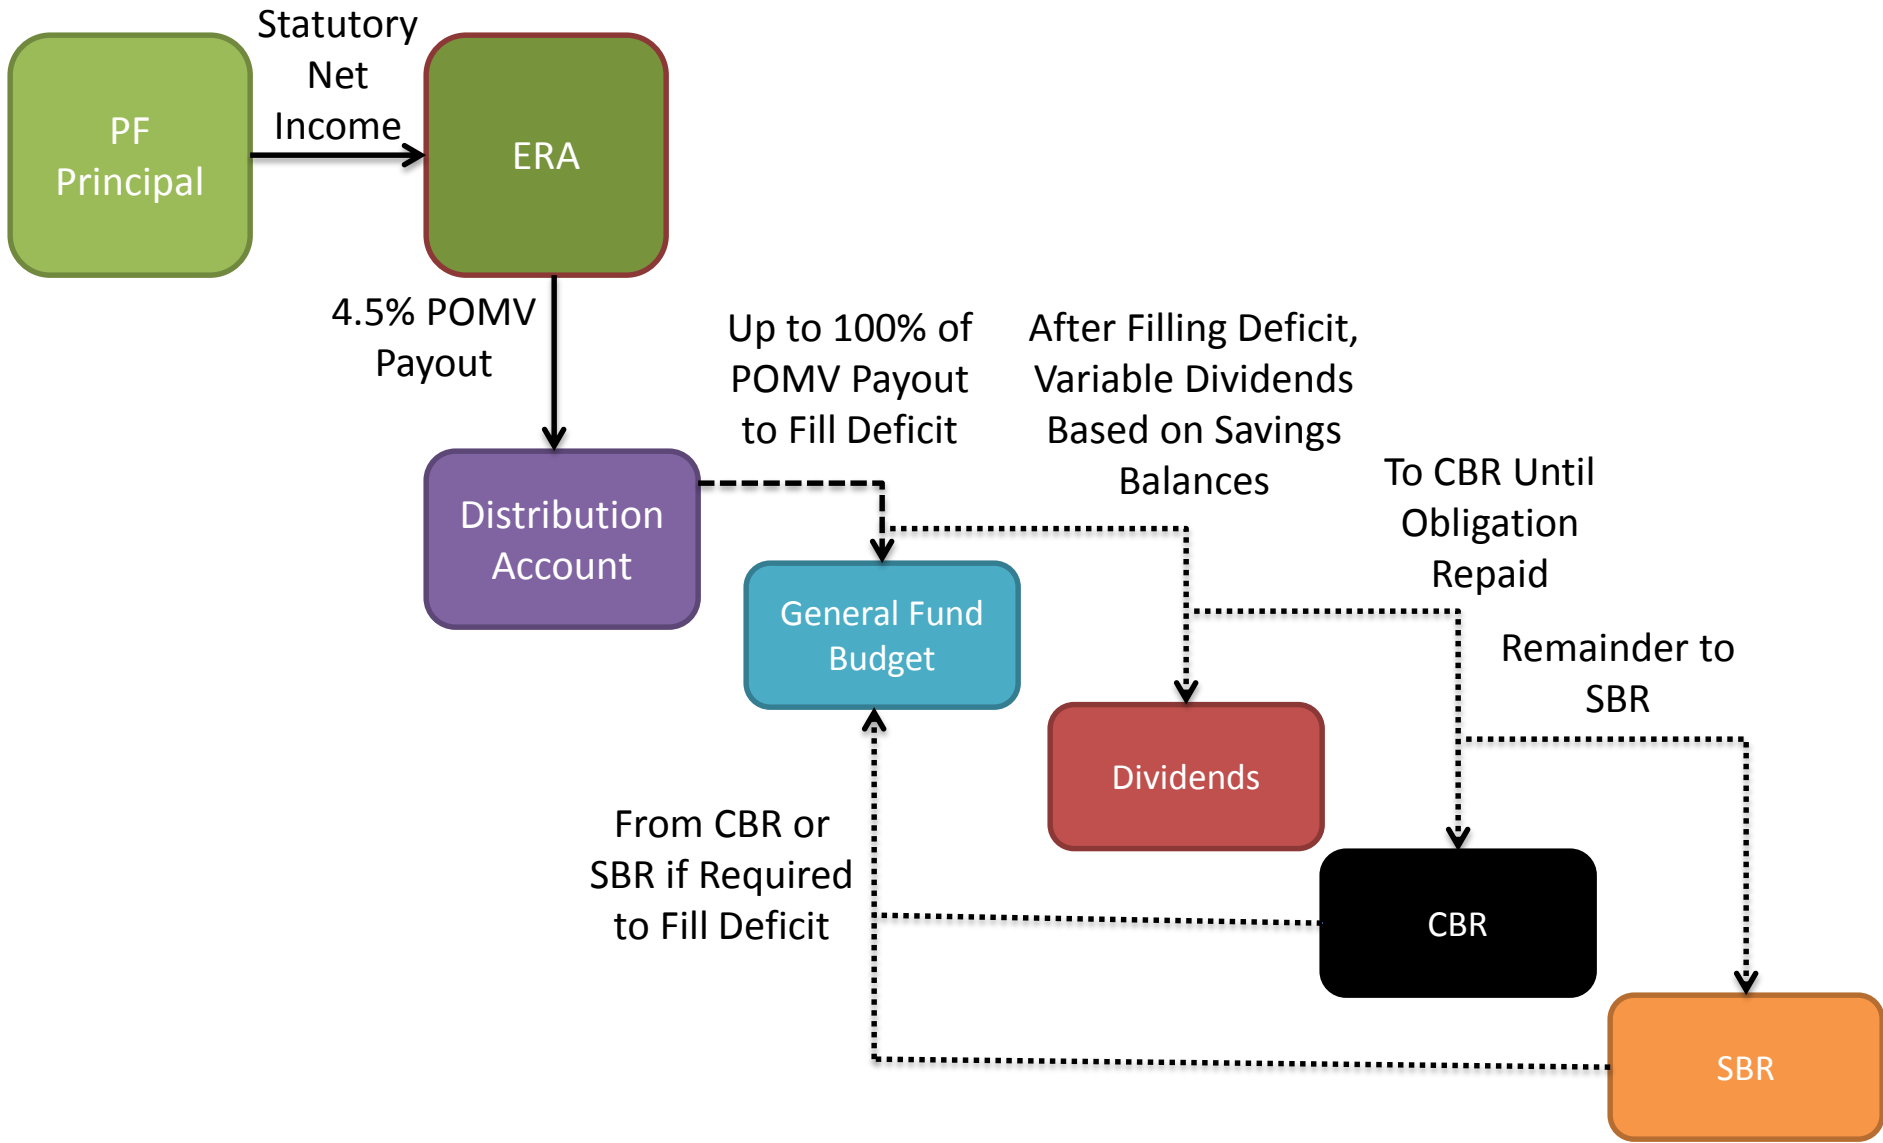 PF
Principal
Statutory
Net
Income
ERA
4.5% POMV
Payout
Up to 100% of
POMV Payout
to Fill Deficit
After Filling Deficit,
Variable Dividends
Based on Savings
Balances
To CBR Until
Obligation
Repaid
Distribution
Account
General Fund
Budget
Remainder to
SBR
Dividends
From CBR or
SBR if Required
to Fill Deficit
CBR
SBR